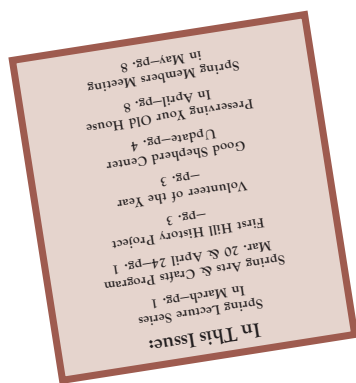 In This Issue:
Spring Lecture Series
In March–pg. 1
Spring Arts & Crafts Program
Mar. 20 & April 24–pg. 1
First Hill History Project
–pg. 3
Volunteer of the Year
–pg. 3
Good Shepherd Center
Update–pg. 4
Preserving Your Old House
In April–pg. 8
Spring Members Meeting
in May–pg. 8